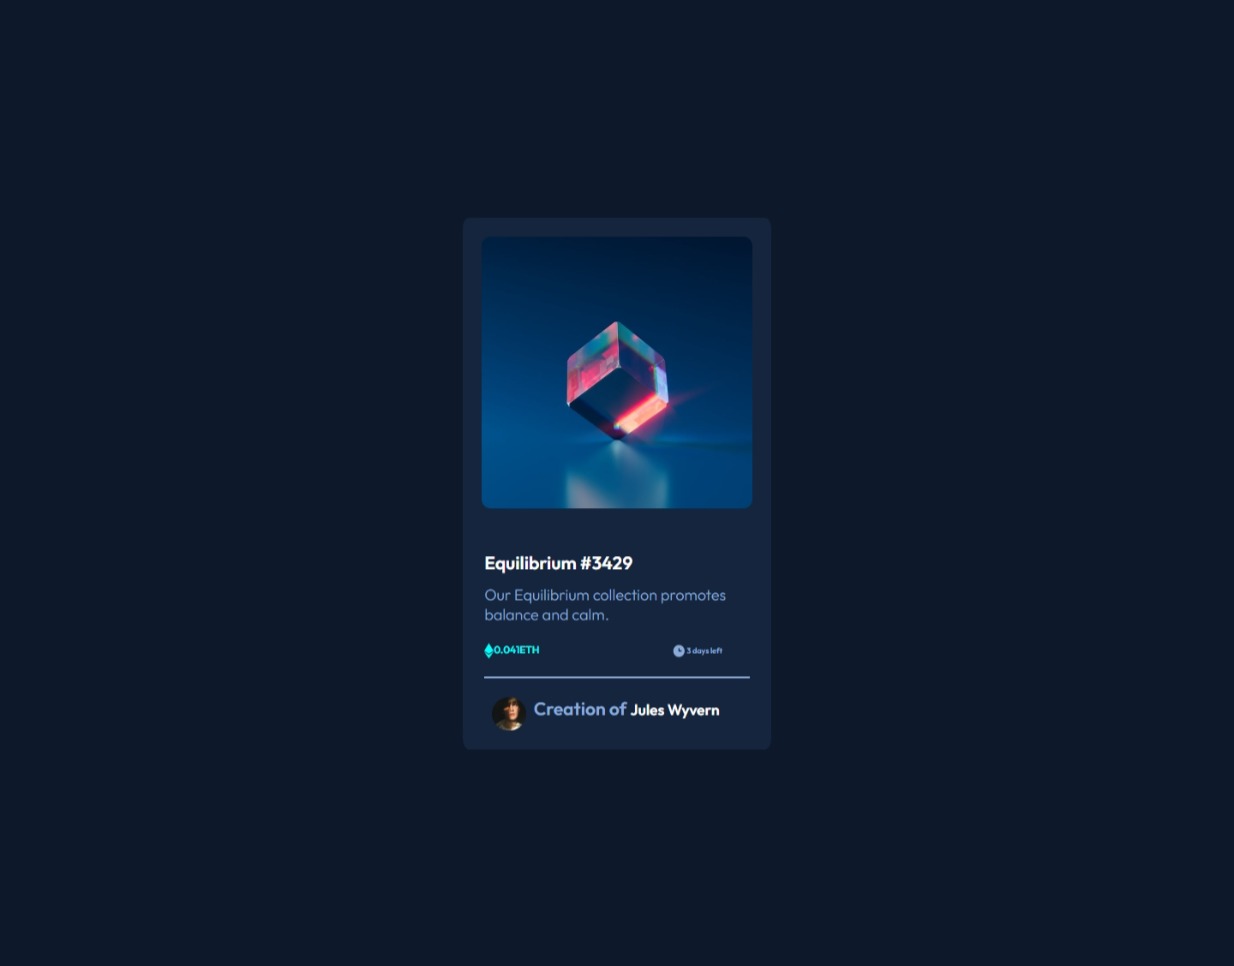 Equilibrium #3429
Our Equilibrium collection promotes
balance and calm.
0.041ETH
3 days left
Creation of Jules Wyvern